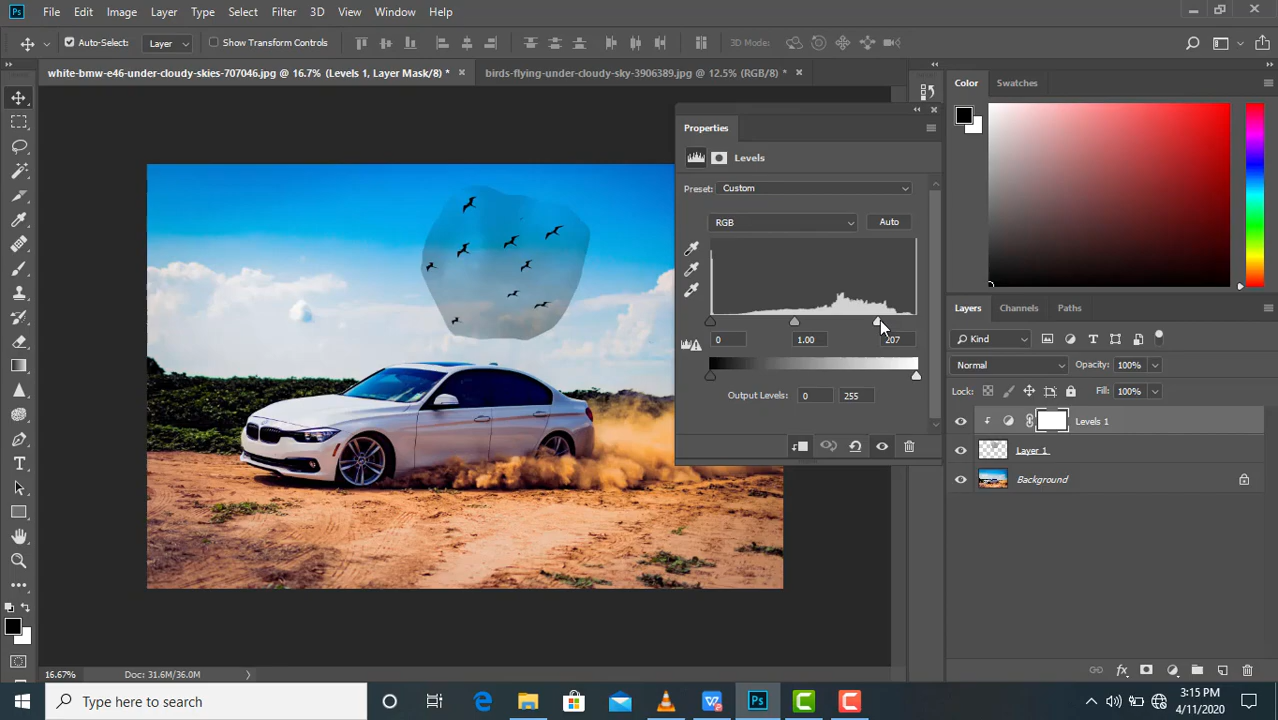 Ps File Edit Image Layer Type Select Filter 3D View Window Help
Auto-Select: Layer Show Transform Controls 3D Mode:
white-bmw-e46-under-cloudy-skies-707046.jpg @ 16.7% (Levels 1, Layer Mask/8) * × birds-flying-under-cloudy-sky-3906389.jpg @ 12.5% (RGB/8) * ×
Color Swatches
Properties
Levels
Preset: Custom
RGB Auto
0 1.00 207
Output Levels: 0 255
Layers Channels Paths
Kind
Normal Opacity: 100%
Lock: Fill: 100%
Levels 1
Layer 1
Background
16.67% Doc: 31.6M/36.0M
Type here to search
Ps
3:15 PM
4/11/2020